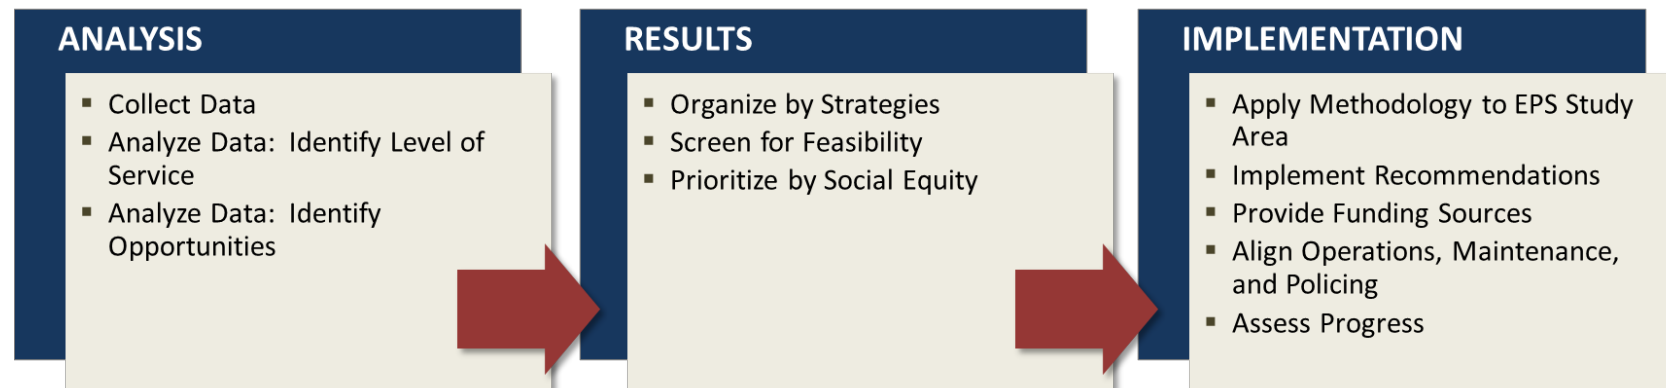 ANALYSIS
Collect Data
Analyze Data: Identify Level of
Service
Analyze Data: Identify
Opportunities
RESULTS
Organize by Strategies
Screen for Feasibility
Prioritize by Social Equity
IMPLEMENTATION
Apply Methodology to EPS Study
Area
Implement Recommendations
Provide Funding Sources
Align Operations, Maintenance,
and Policing
Assess Progress